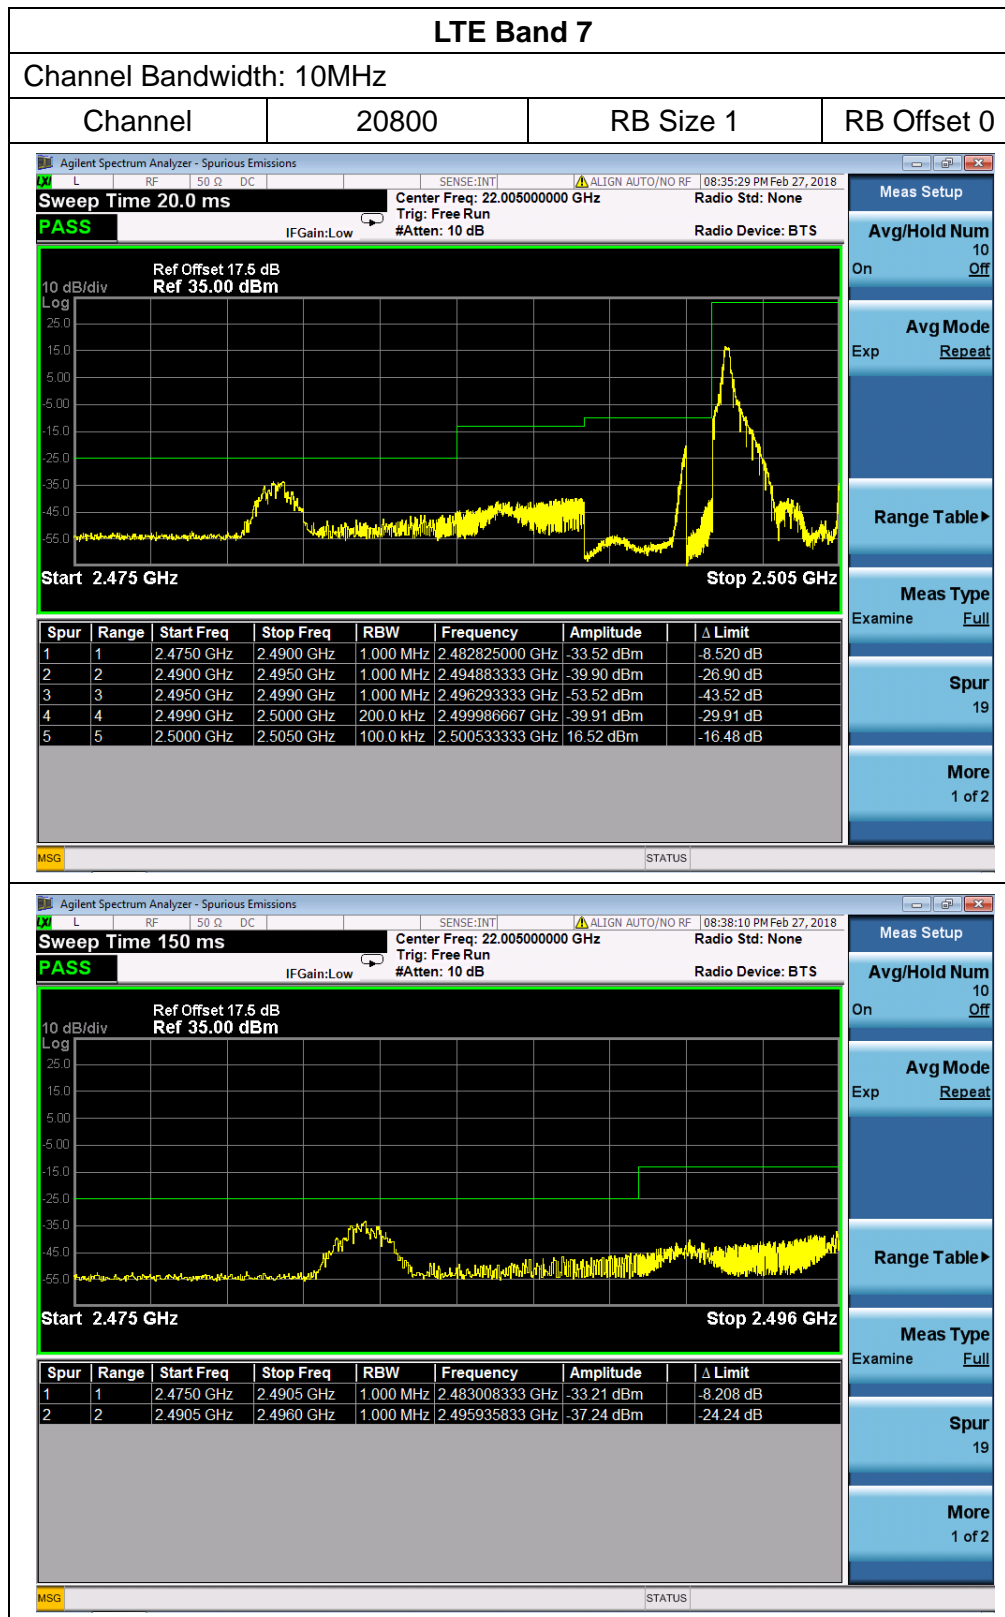 LTE Band 7
Channel Bandwidth: 10MHz
Channel 20800 RB Size 1 RB Offset 0
Agilent Spectrum Analyzer - Spurious Emissions
LXI L RF 50 Ω DC SENSE:INT ALIGN AUTO/NO RF 08:35:29 PM Feb 27, 2018
Sweep Time 20.0 ms
Center Freq: 22.005000000 GHz
Radio Std: None
Trig: Free Run
PASS
IFGain:Low
#Atten: 10 dB
Radio Device: BTS
Ref Offset 17.5 dB
10 dB/div Ref 35.00 dBm
Log
25.0
15.0
5.00
-5.00
-15.0
-25.0
-35.0
-45.0
-55.0
Start 2.475 GHz Stop 2.505 GHz
Spur Range Start Freq Stop Freq RBW Frequency Amplitude Δ Limit
1 1 2.4750 GHz 2.4900 GHz 1.000 MHz 2.482825000 GHz -33.52 dBm -8.520 dB
2 2 2.4900 GHz 2.4950 GHz 1.000 MHz 2.494883333 GHz -39.90 dBm -26.90 dB
3 3 2.4950 GHz 2.4990 GHz 1.000 MHz 2.496293333 GHz -53.52 dBm -43.52 dB
4 4 2.4990 GHz 2.5000 GHz 200.0 kHz 2.499986667 GHz -39.91 dBm -29.91 dB
5 5 2.5000 GHz 2.5050 GHz 100.0 kHz 2.500533333 GHz 16.52 dBm -16.48 dB
MSG STATUS
Meas Setup
Avg/Hold Num
10
On Off
Avg Mode
Exp Repeat
Range Table
Meas Type
Examine Full
Spur
19
More
1 of 2
Agilent Spectrum Analyzer - Spurious Emissions
LXI L RF 50 Ω DC SENSE:INT ALIGN AUTO/NO RF 08:38:10 PM Feb 27, 2018
Sweep Time 150 ms
Center Freq: 22.005000000 GHz
Radio Std: None
Trig: Free Run
PASS
IFGain:Low
#Atten: 10 dB
Radio Device: BTS
Ref Offset 17.5 dB
10 dB/div Ref 35.00 dBm
Log
25.0
15.0
5.00
-5.00
-15.0
-25.0
-35.0
-45.0
-55.0
Start 2.475 GHz Stop 2.496 GHz
Spur Range Start Freq Stop Freq RBW Frequency Amplitude Δ Limit
1 1 2.4750 GHz 2.4905 GHz 1.000 MHz 2.483008333 GHz -33.21 dBm -8.208 dB
2 2 2.4905 GHz 2.4960 GHz 1.000 MHz 2.495935833 GHz -37.24 dBm -24.24 dB
MSG STATUS
Meas Setup
Avg/Hold Num
10
On Off
Avg Mode
Exp Repeat
Range Table
Meas Type
Examine Full
Spur
19
More
1 of 2